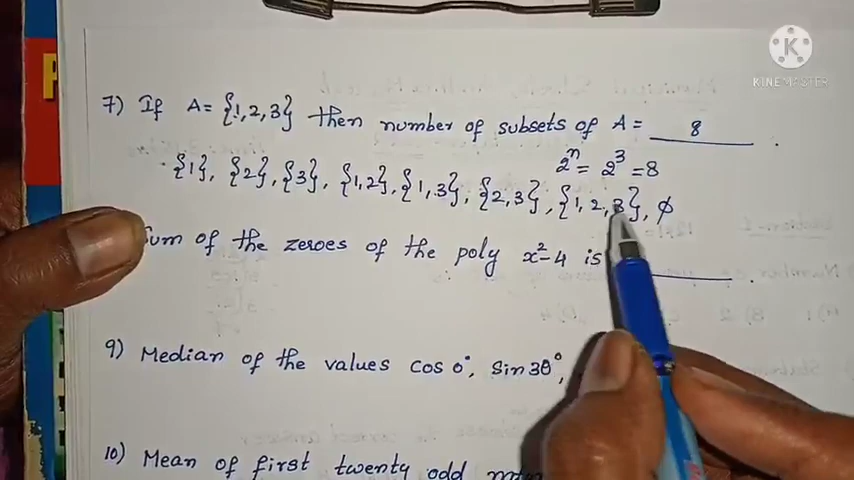 K
KINEMASTER
P
7) If A = {1,2,3} then number of subsets of A = 8 .
2ⁿ = 2³ = 8
{1}, {2}, {3}, {1,2}, {1,3}, {2,3}, {1,2,3}, ϕ
Sum of the zeroes of the poly x²-4 is .
9) Median of the values cos 0°, sin 30°,
10) Mean of first twenty odd